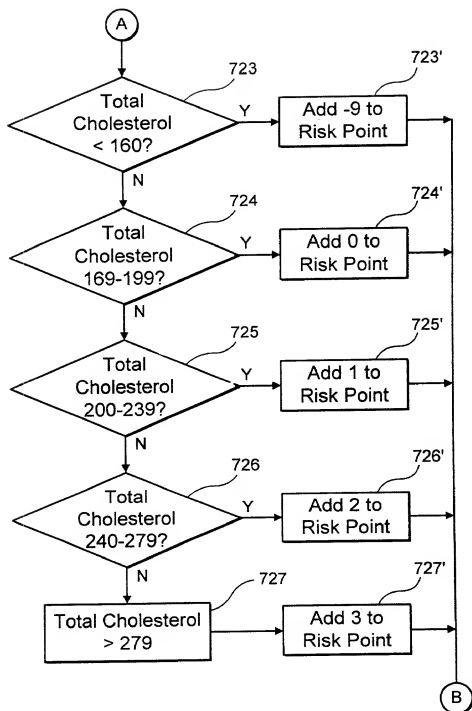 A
723
Total
Cholesterol
< 160?
Y
723'
Add -9 to
Risk Point
N
724
Total
Cholesterol
169-199?
Y
724'
Add 0 to
Risk Point
N
725
Total
Cholesterol
200-239?
Y
725'
Add 1 to
Risk Point
N
726
Total
Cholesterol
240-279?
Y
726'
Add 2 to
Risk Point
N
727
Total Cholesterol
> 279
727'
Add 3 to
Risk Point
B